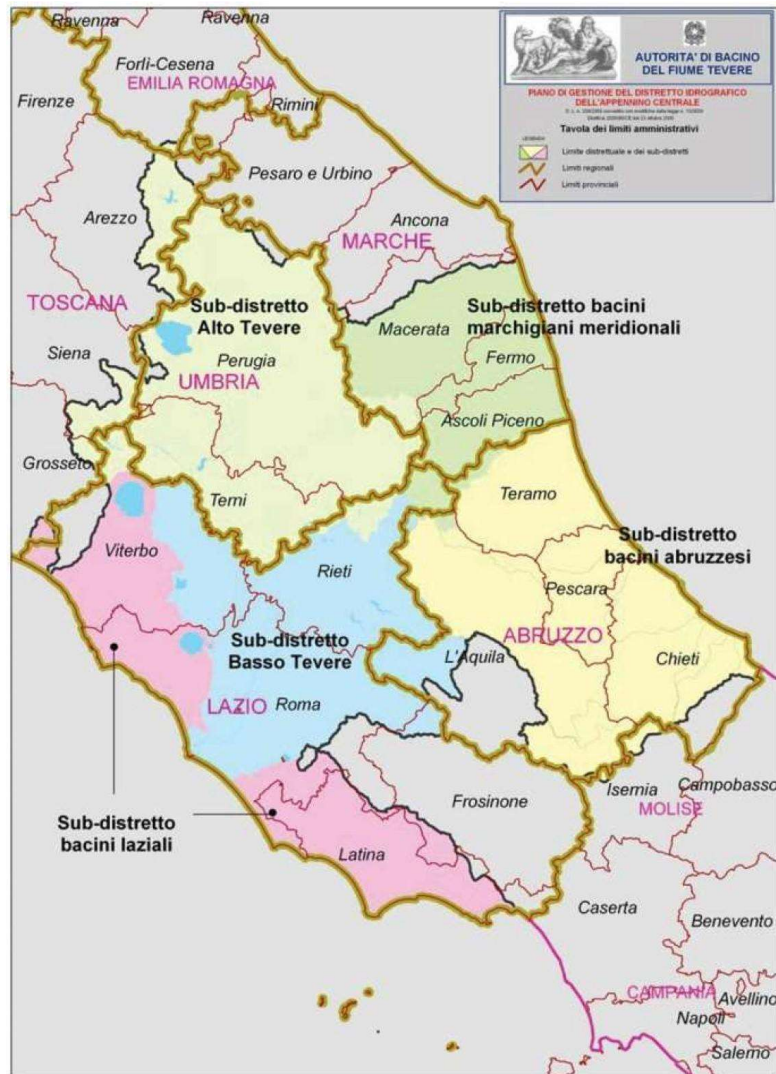 AUTORITA' DI BACINO
DEL FIUME TEVERE
PIANO DI GESTIONE DEL DISTRETTO IDROGRAFICO
DELL'APPENNINO CENTRALE
Tavola dei limiti amministrativi
LEGENDA
Limite distrettuale e dei sub-distretti
Limiti regionali
Limiti provinciali
Ravenna
Ravenna
Forlì-Cesena
EMILIA ROMAGNA
Firenze
Rimini
Pesaro e Urbino
Arezzo
Ancona
MARCHE
TOSCANA
Sub-distretto
Alto Tevere
Sub-distretto bacini
marchigiani meridionali
Macerata
Siena
Perugia
Fermo
UMBRIA
Ascoli Piceno
Grosseto
Terni
Teramo
Viterbo
Rieti
Sub-distretto
bacini abruzzesi
Pescara
Sub-distretto
Basso Tevere
ABRUZZO
L'Aquila
Chieti
LAZIO
Roma
Isernia
Campobasso
Frosinone
MOLISE
Sub-distretto
bacini laziali
Latina
Caserta
Benevento
CAMPANIA
Avellino
Napoli
Salerno